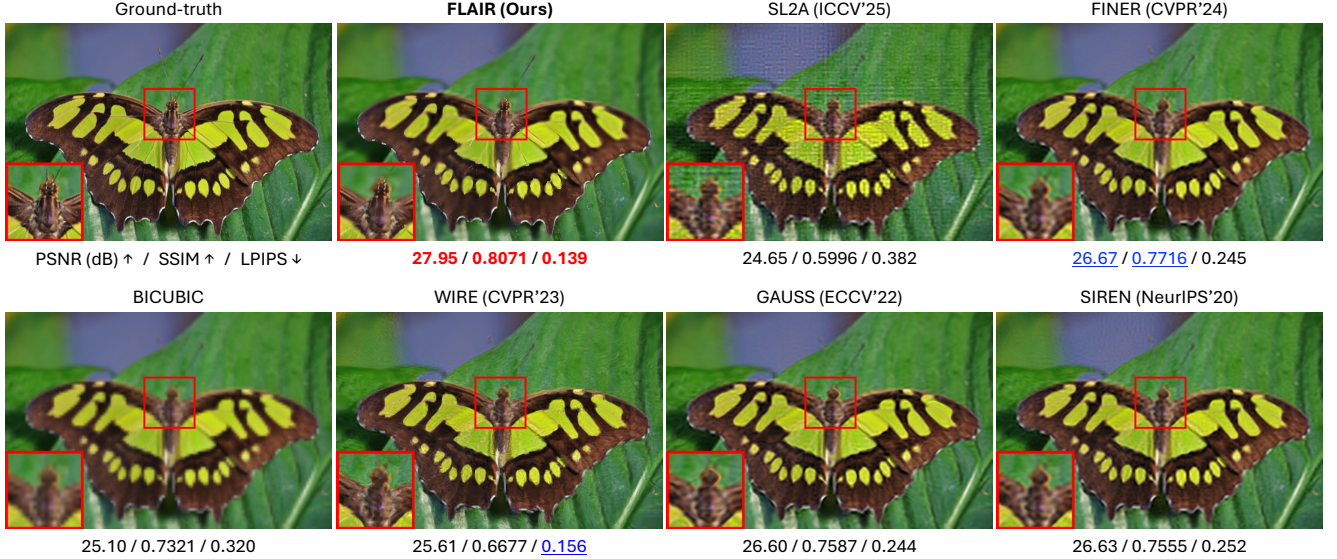 Ground-truth
FLAIR (Ours)
SL2A (ICCV'25)
FINER (CVPR'24)
PSNR (dB) ↑ / SSIM ↑ / LPIPS ↓
27.95 / 0.8071 / 0.139
24.65 / 0.5996 / 0.382
26.67 / 0.7716 / 0.245
BICUBIC
WIRE (CVPR'23)
GAUSS (ECCV'22)
SIREN (NeurIPS'20)
25.10 / 0.7321 / 0.320
25.61 / 0.6677 / 0.156
26.60 / 0.7587 / 0.244
26.63 / 0.7555 / 0.252